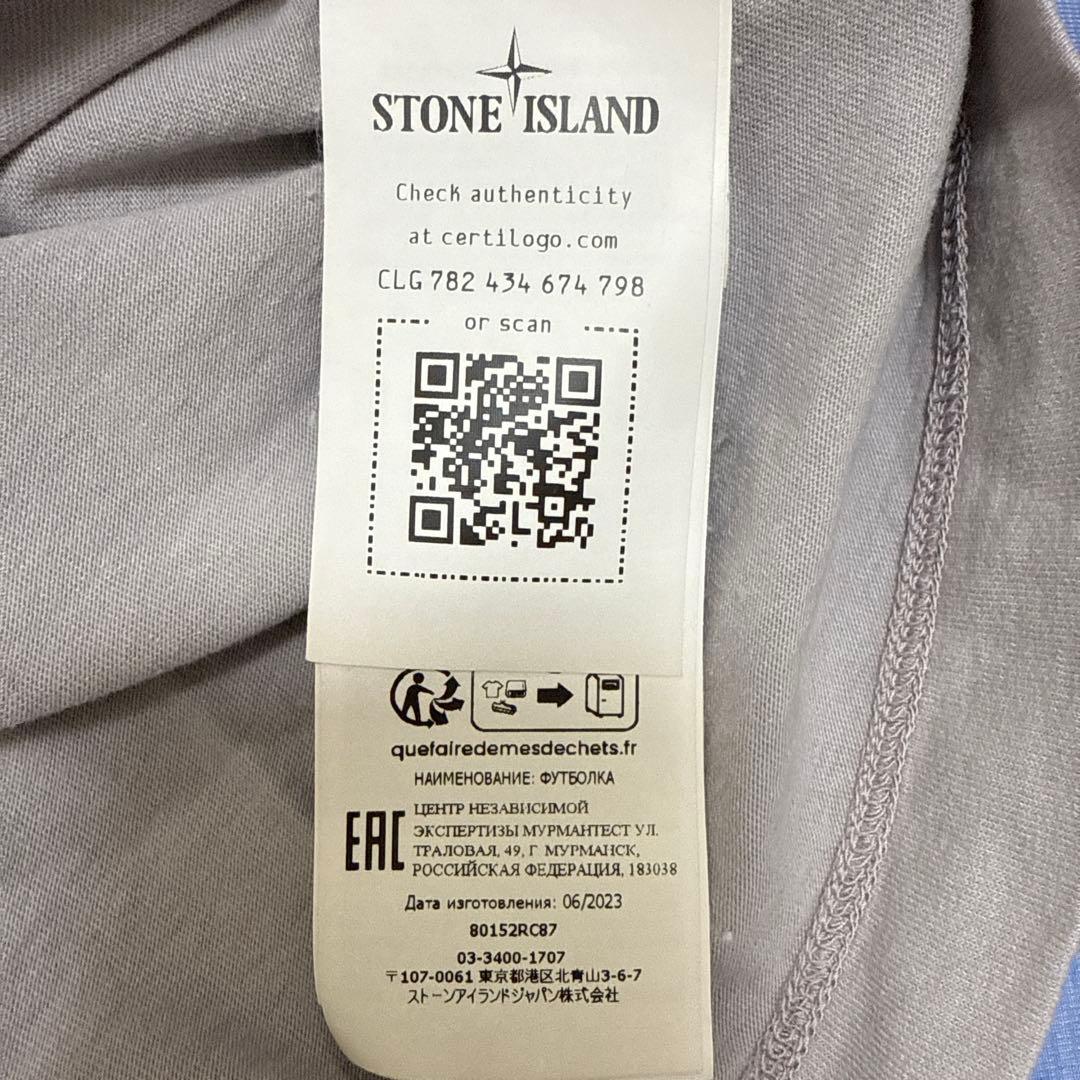 STONE ISLAND
Check authenticity
at certilogo.com
CLG 782 434 674 798
or scan
quefairedemesdechets.fr
НАИМЕНОВАНИЕ: ФУТБОЛКА
EAC
ЦЕНТР НЕЗАВИСИМОЙ
ЭКСПЕРТИЗЫ МУРМАНТЕСТ УЛ.
ТРАЛОВАЯ, 49, Г. МУРМАНСК,
РОССИЙСКАЯ ФЕДЕРАЦИЯ, 183038
Дата изготовления: 06/2023
80152RC87
03-3400-1707
〒107-0061 東京都港区北青山3-6-7
ストーンアイランドジャパン株式会社